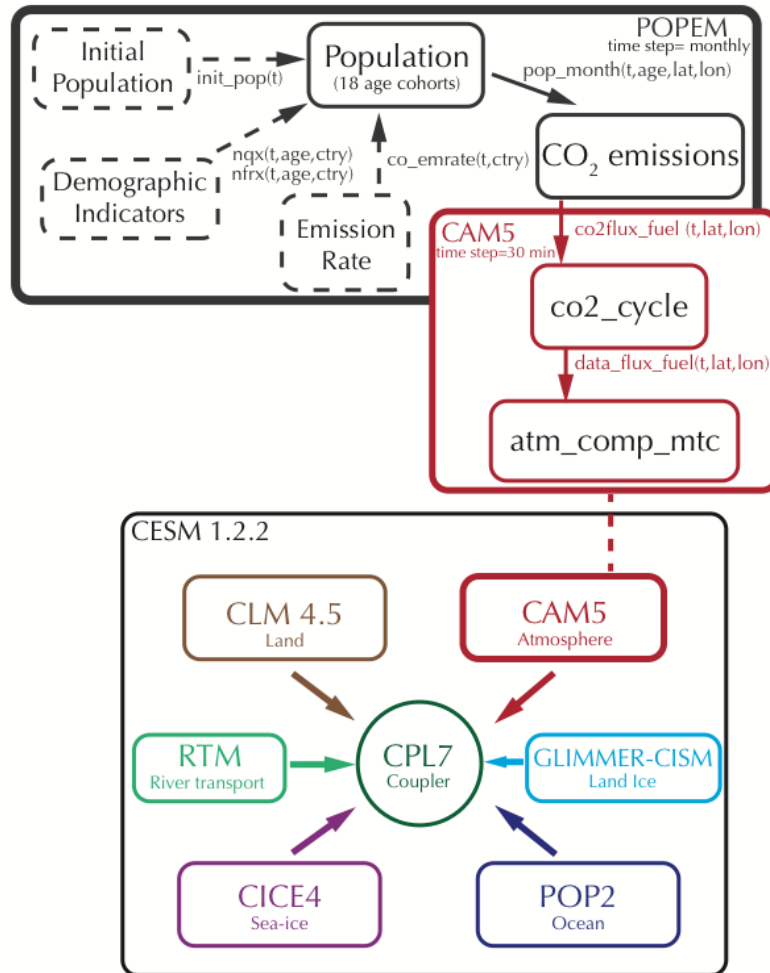 POPEM
time step= monthly
Initial
Population
init_pop(t)
Population
(18 age cohorts)
pop_month(t,age,lat,lon)
nqx(t,age,ctry)
nfrx(t,age,ctry)
co_emrate(t,ctry)
CO₂ emissions
Demographic
Indicators
Emission
Rate
CAM5
time step=30 min
co2flux_fuel (t,lat,lon)
co2_cycle
data_flux_fuel(t,lat,lon)
atm_comp_mtc
CESM 1.2.2
CLM 4.5
Land
CAM5
Atmosphere
RTM
River transport
CPL7
Coupler
GLIMMER-CISM
Land Ice
CICE4
Sea-ice
POP2
Ocean